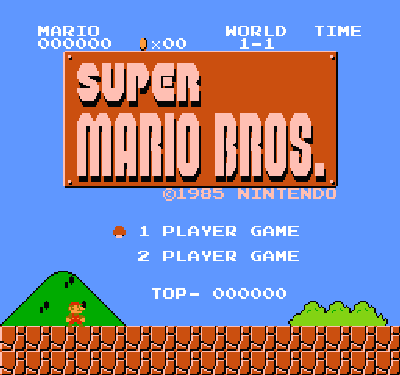 MARIO WORLD TIME
000000 x00 1-1
SUPER
MARIO BROS.
©1985 NINTENDO
1 PLAYER GAME
2 PLAYER GAME
TOP- 000000